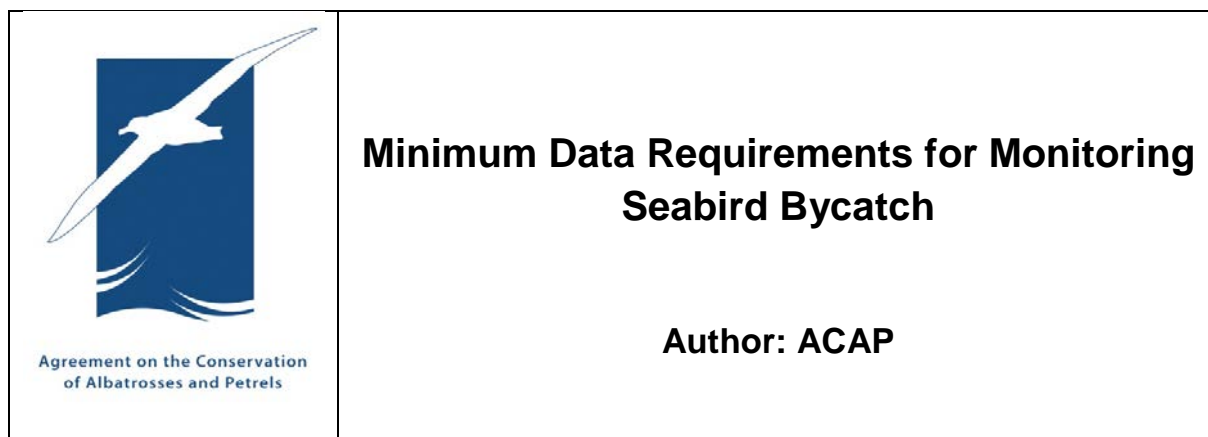 Agreement on the Conservation
of Albatrosses and Petrels
Minimum Data Requirements for Monitoring
Seabird Bycatch
Author: ACAP